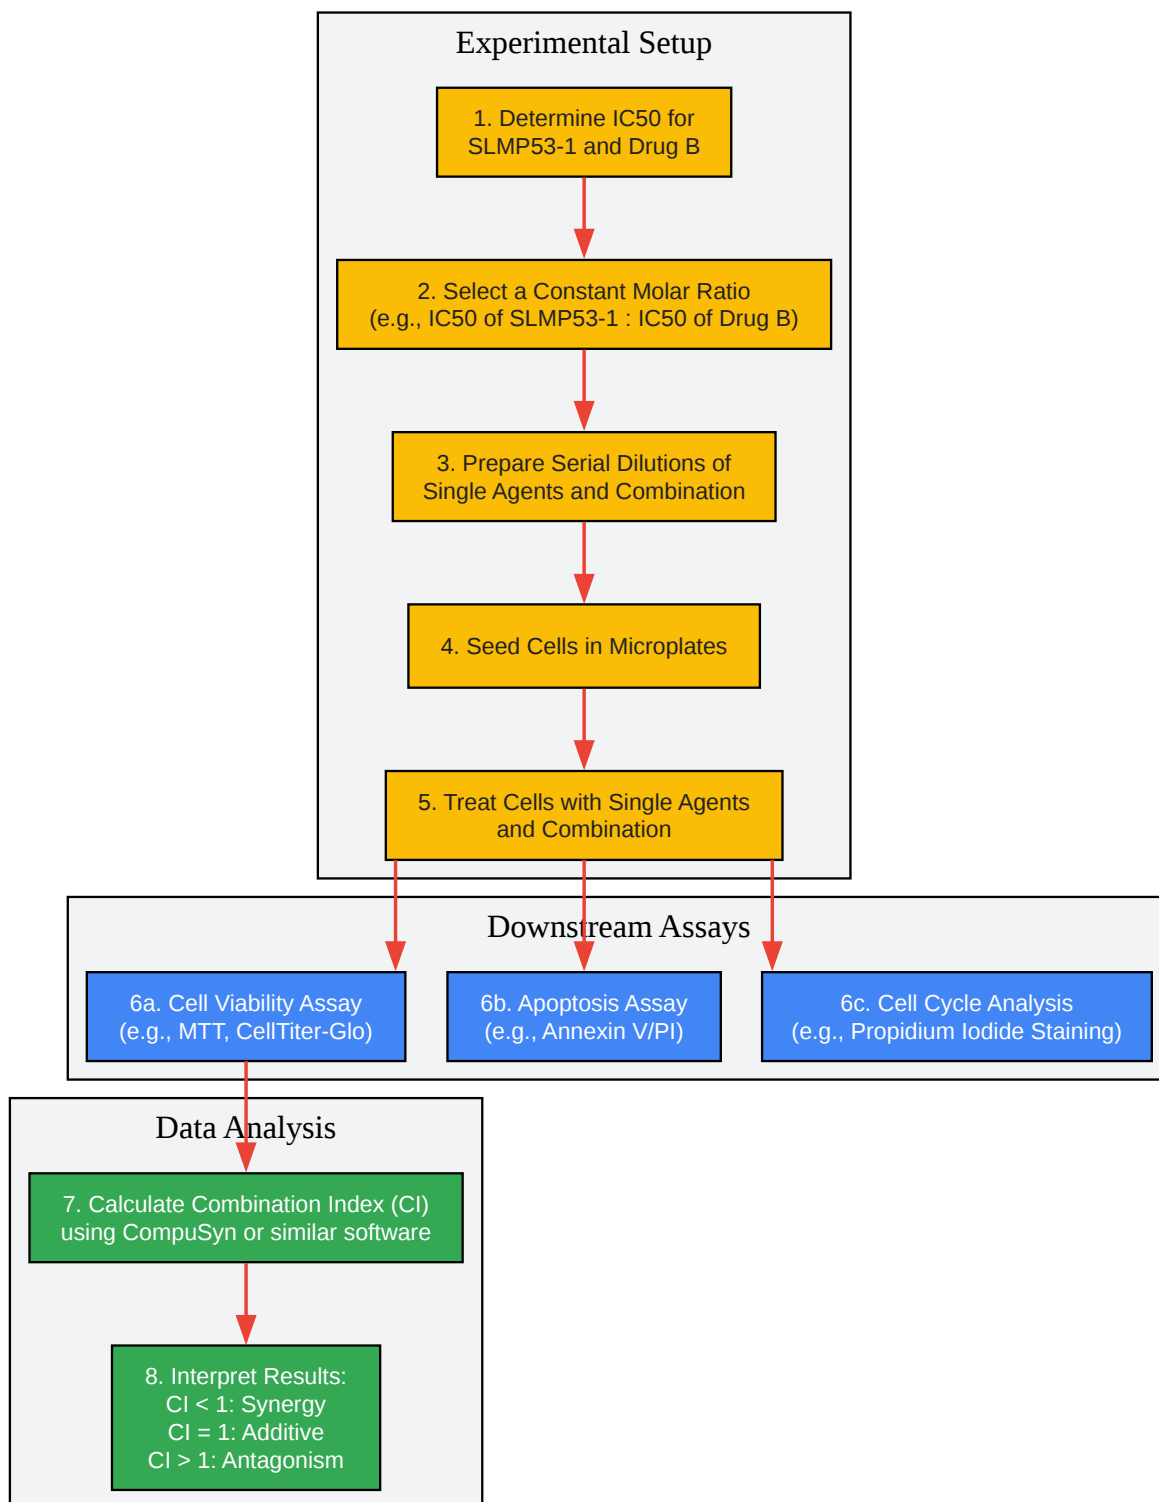 Experimental Setup
1. Determine IC50 for
SLMP53-1 and Drug B
2. Select a Constant Molar Ratio
(e.g., IC50 of SLMP53-1 : IC50 of Drug B)
3. Prepare Serial Dilutions of
Single Agents and Combination
4. Seed Cells in Microplates
5. Treat Cells with Single Agents
and Combination
Downstream Assays
6a. Cell Viability Assay
(e.g., MTT, CellTiter-Glo)
6b. Apoptosis Assay
(e.g., Annexin V/PI)
6c. Cell Cycle Analysis
(e.g., Propidium Iodide Staining)
Data Analysis
7. Calculate Combination Index (CI)
using CompuSyn or similar software
8. Interpret Results:
CI < 1: Synergy
CI = 1: Additive
CI > 1: Antagonism